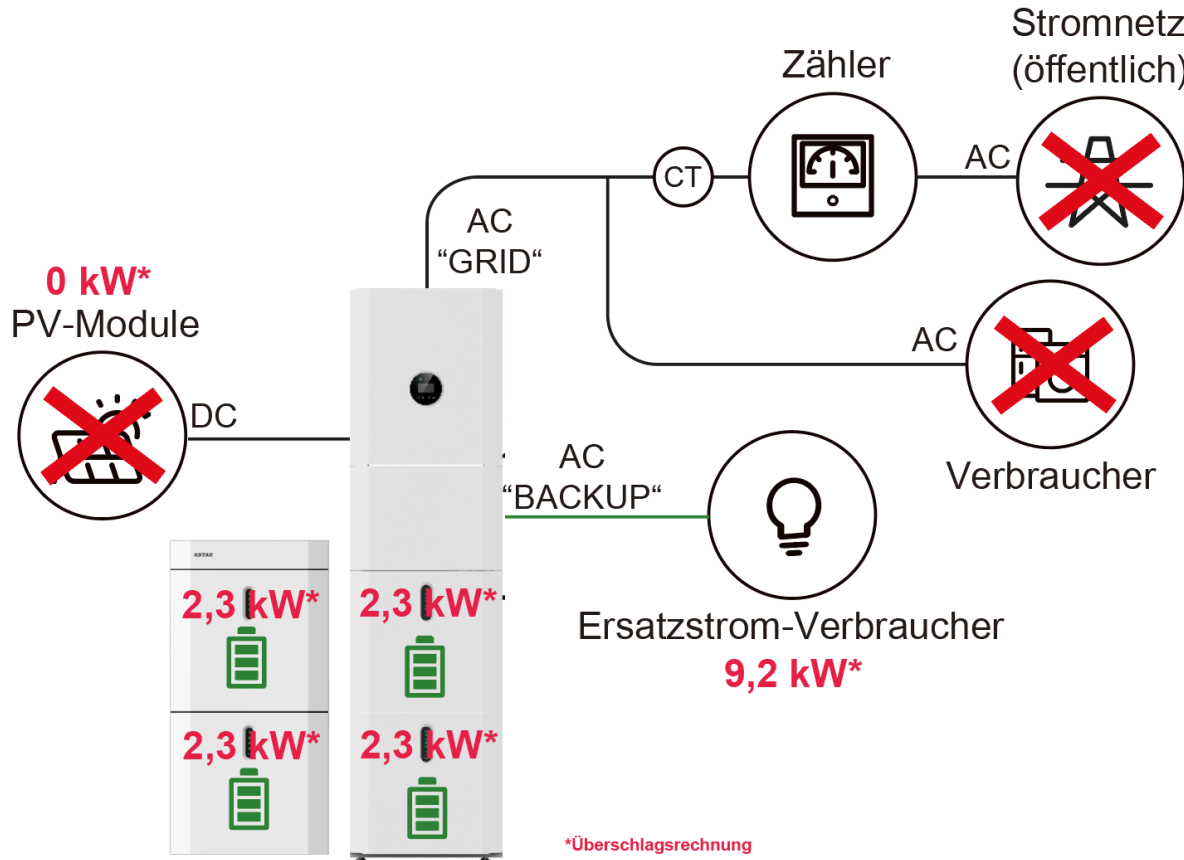 Stromnetz
(öffentlich)
Zähler
CT
AC
AC
“GRID“
0 kW*
PV-Module
DC
AC
Verbraucher
AC
“BACKUP“
KSTAR
2,3 kW*
2,3 kW*
Ersatzstrom-Verbraucher
9,2 kW*
2,3 kW*
2,3 kW*
*Überschlagsrechnung